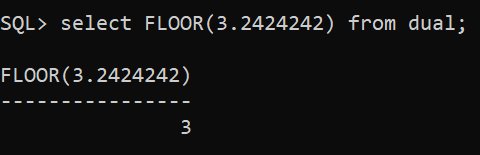 SQL> select FLOOR(3.2424242) from dual;
FLOOR(3.2424242)
----------------
3